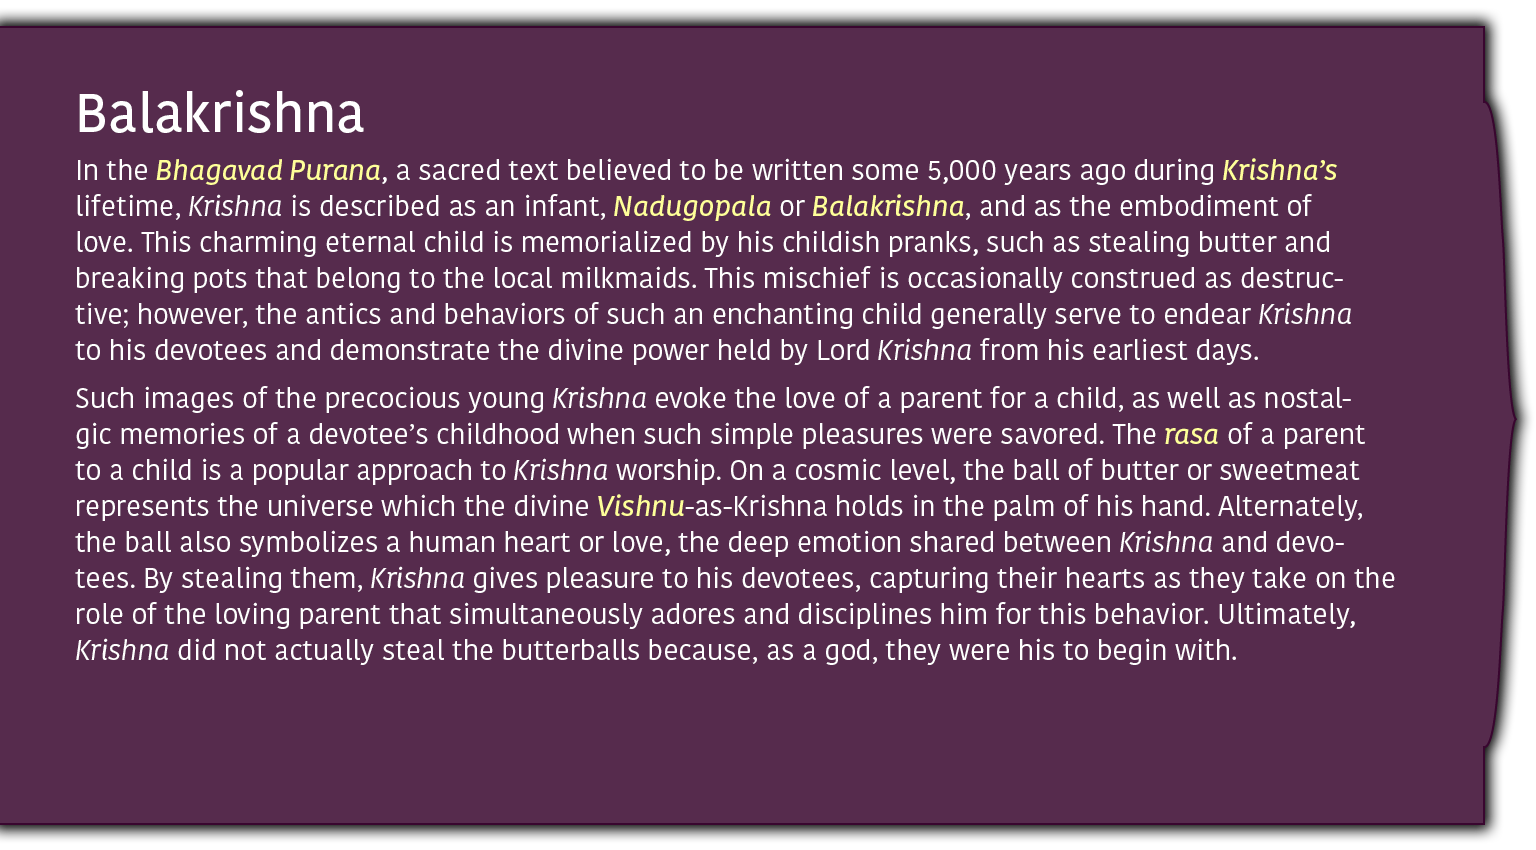 Balakrishna
In the Bhagavad Purana, a sacred text believed to be written some 5,000 years ago during Krishna’s
lifetime, Krishna is described as an infant, Nadugopala or Balakrishna, and as the embodiment of
love. This charming eternal child is memorialized by his childish pranks, such as stealing butter and
breaking pots that belong to the local milkmaids. This mischief is occasionally construed as destruc-
tive; however, the antics and behaviors of such an enchanting child generally serve to endear Krishna
to his devotees and demonstrate the divine power held by Lord Krishna from his earliest days.
Such images of the precocious young Krishna evoke the love of a parent for a child, as well as nostal-
gic memories of a devotee’s childhood when such simple pleasures were savored. The rasa of a parent
to a child is a popular approach to Krishna worship. On a cosmic level, the ball of butter or sweetmeat
represents the universe which the divine Vishnu-as-Krishna holds in the palm of his hand. Alternately,
the ball also symbolizes a human heart or love, the deep emotion shared between Krishna and devo-
tees. By stealing them, Krishna gives pleasure to his devotees, capturing their hearts as they take on the
role of the loving parent that simultaneously adores and disciplines him for this behavior. Ultimately,
Krishna did not actually steal the butterballs because, as a god, they were his to begin with.